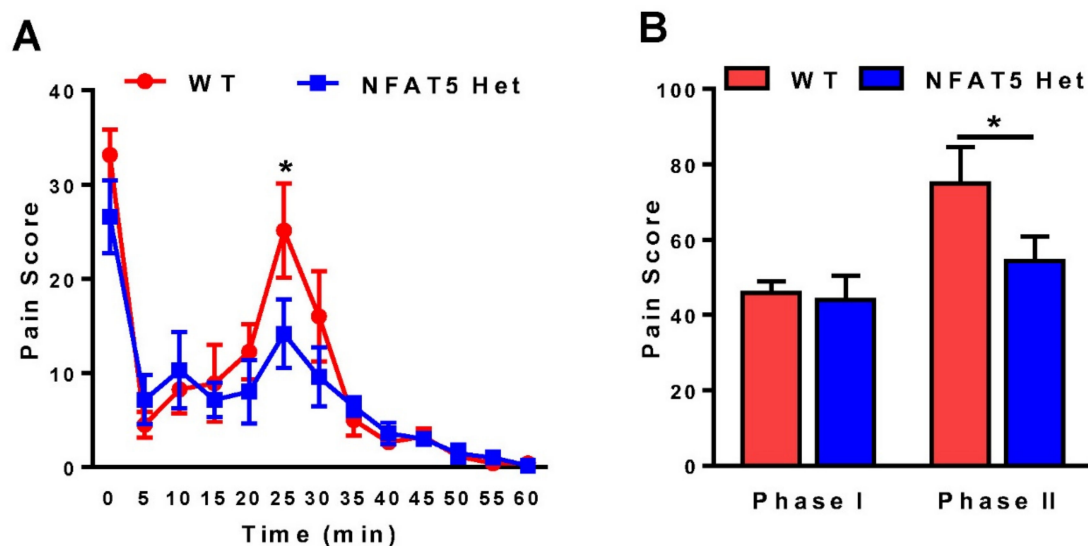 A
WT NFAT5 Het
40
30
20
10
0
Pain Score
*
0 5 10 15 20 25 30 35 40 45 50 55 60
Time (min)
B
WT NFAT5 Het
100
80
60
40
20
0
Pain Score
*
Phase I Phase II